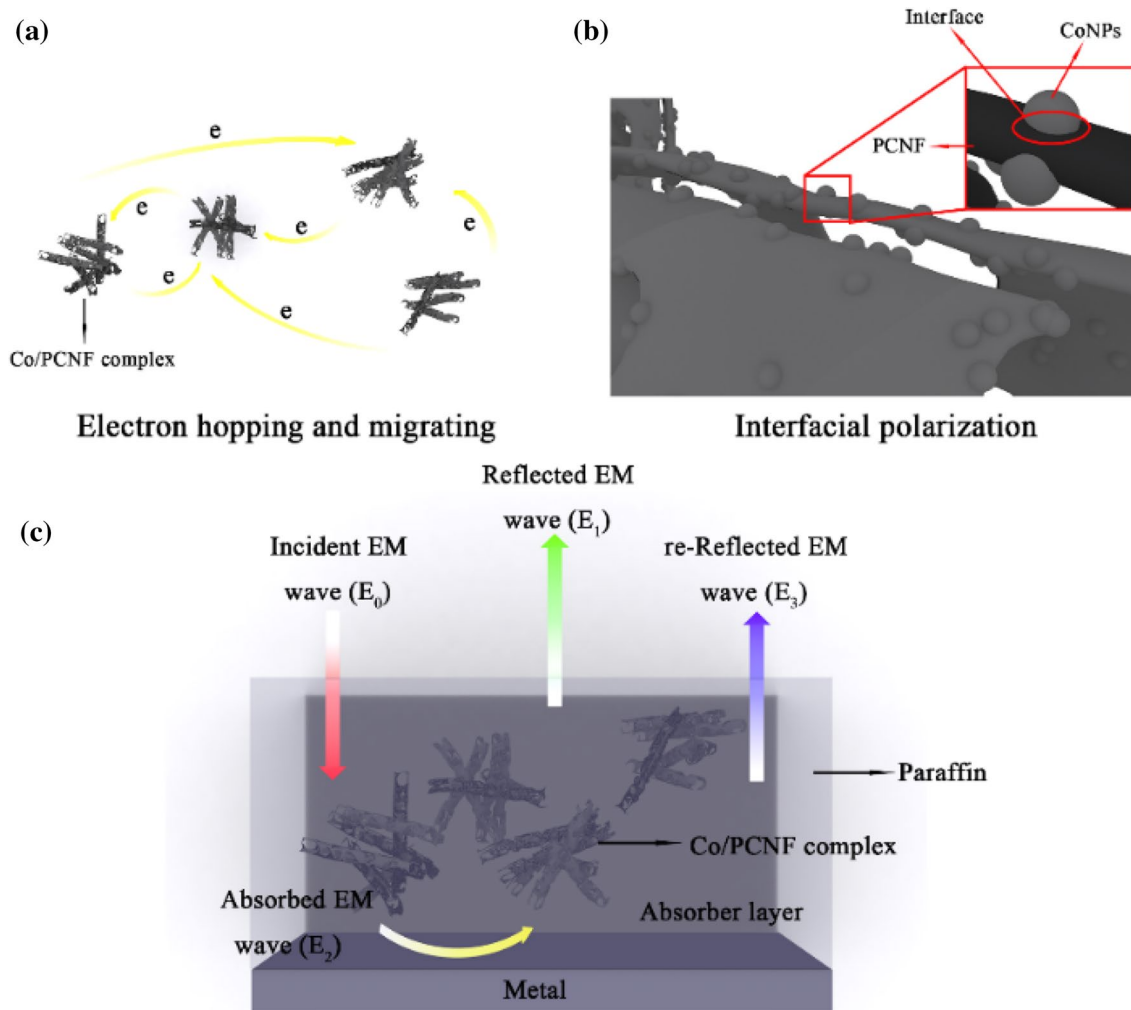 (a)
e
e
e
e
e
Co/PCNF complex
Electron hopping and migrating
(b)
Interface
CoNPs
PCNF
Interfacial polarization
(c)
Incident EM
wave (E₀)
Reflected EM
wave (E₁)
re-Reflected EM
wave (E₃)
Paraffin
Co/PCNF complex
Absorbed EM
wave (E₂)
Absorber layer
Metal